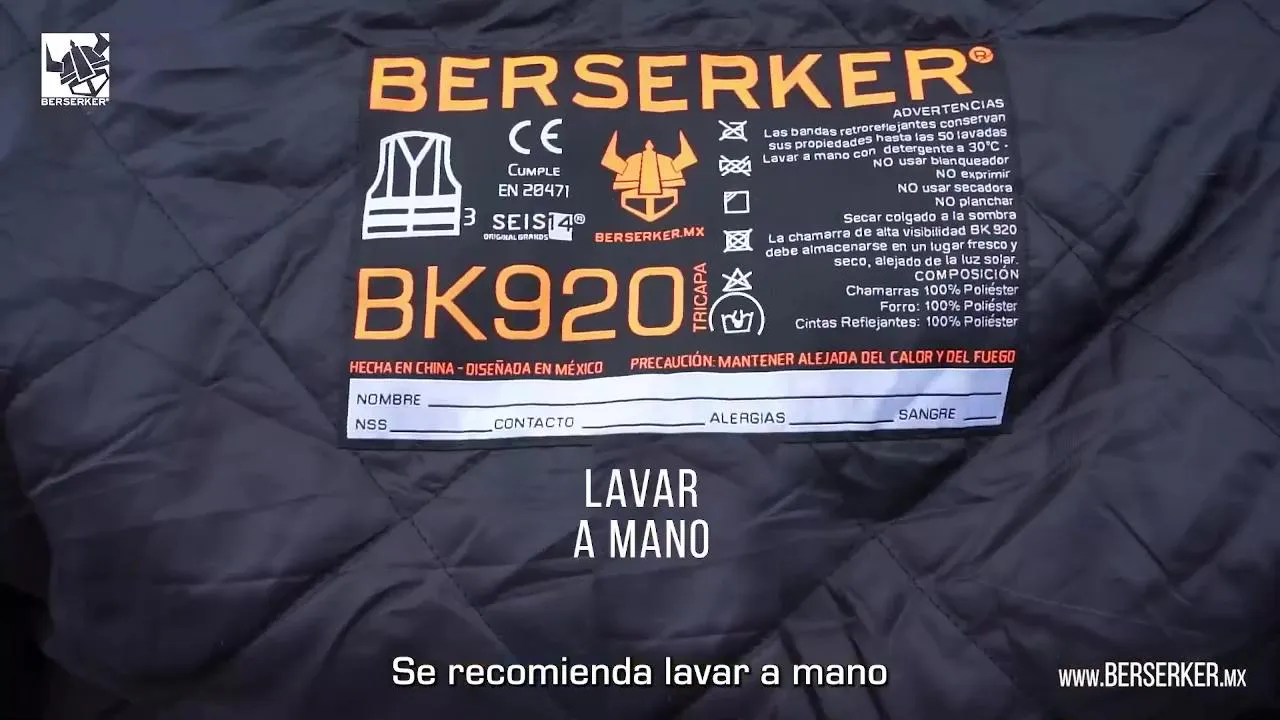 BERSERKER®
BERSERKER®
CE
CUMPLE
EN 20471
3
SEIS14®
ORIGINAL GRANDS
BERSERKER.MX
BK920
TRICAPA
ADVERTENCIAS
Las bandas retroreflejantes conservan
sus propiedades hasta las 50 lavadas
Lavar a mano con detergente a 30°C •
NO usar blanqueador
NO exprimir
NO usar secadora
NO planchar
Secar colgado a la sombra
La chamarra de alta visibilidad BK 920
debe almacenarse en un lugar fresco y
seco, alejado de la luz solar.
COMPOSICIÓN
Chamarras 100% Poliéster
Forro: 100% Poliéster
Cintas Reflejantes: 100% Poliéster
HECHA EN CHINA - DISEÑADA EN MÉXICO
PRECAUCIÓN: MANTENER ALEJADA DEL CALOR Y DEL FUEGO
NOMBRE
NSS CONTACTO ALERGIAS SANGRE
LAVAR
A MANO
Se recomienda lavar a mano
www.BERSERKER.MX